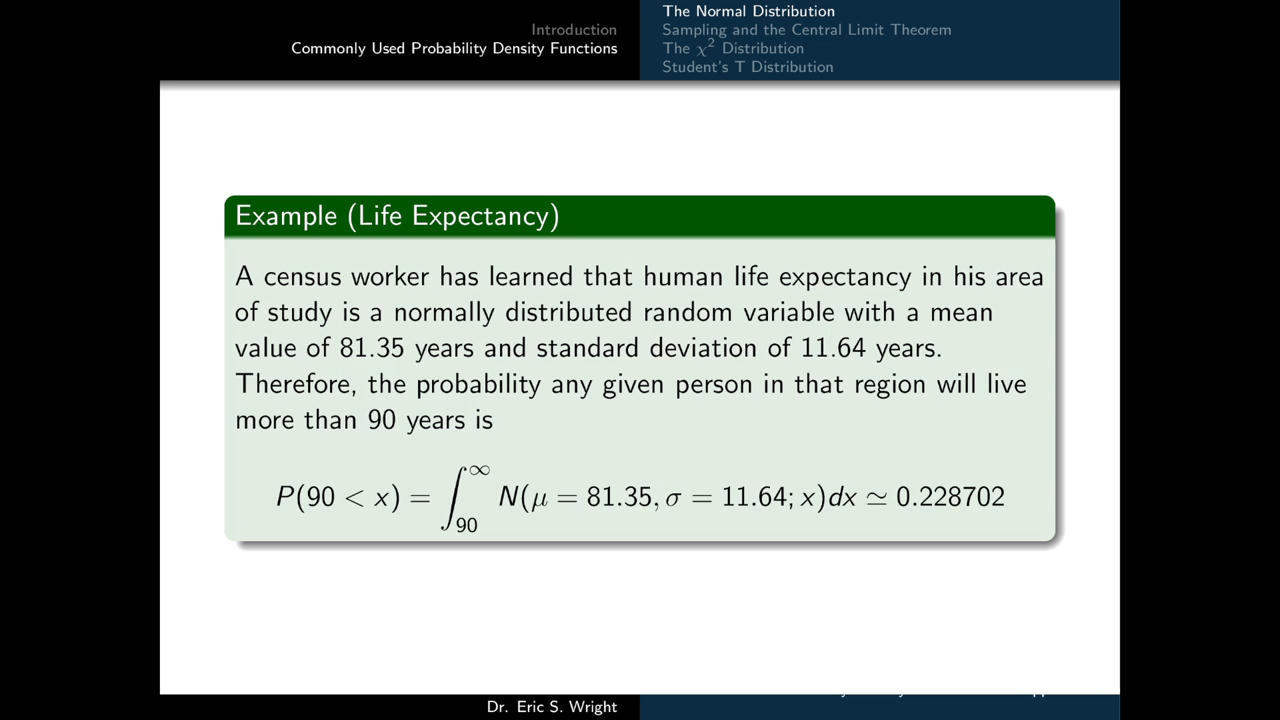 Introduction
Commonly Used Probability Density Functions
The Normal Distribution
Sampling and the Central Limit Theorem
The χ² Distribution
Student's T Distribution
Example (Life Expectancy)
A census worker has learned that human life expectancy in his area
of study is a normally distributed random variable with a mean
value of 81.35 years and standard deviation of 11.64 years.
Therefore, the probability any given person in that region will live
more than 90 years is
P(90 < x) = ∫₉₀^∞ N(μ = 81.35, σ = 11.64; x)dx ≃ 0.228702
Dr. Eric S. Wright